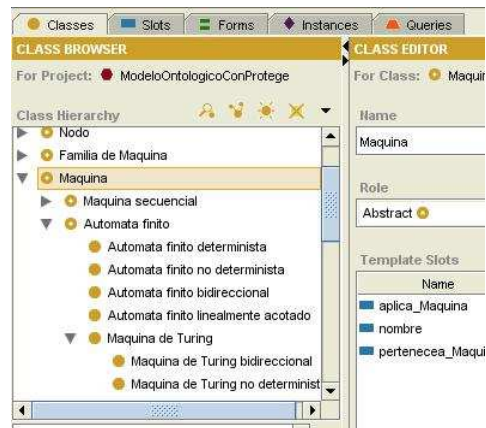 Classes Slots Forms Instances Queries
CLASS BROWSER
For Project: ModeloOntologicoConProtege
Class Hierarchy
Nodo
Familia de Maquina
Maquina
Maquina secuencial
Automata finito
Automata finito determinista
Automata finito no determinista
Automata finito bidireccional
Automata finito linealmente acotado
Maquina de Turing
Maquina de Turing bidireccional
Maquina de Turing no determinist
CLASS EDITOR
For Class: Maquin
Name
Maquina
Role
Abstract
Template Slots
Name
aplica_Maquina
nombre
pertenecea_Maqui